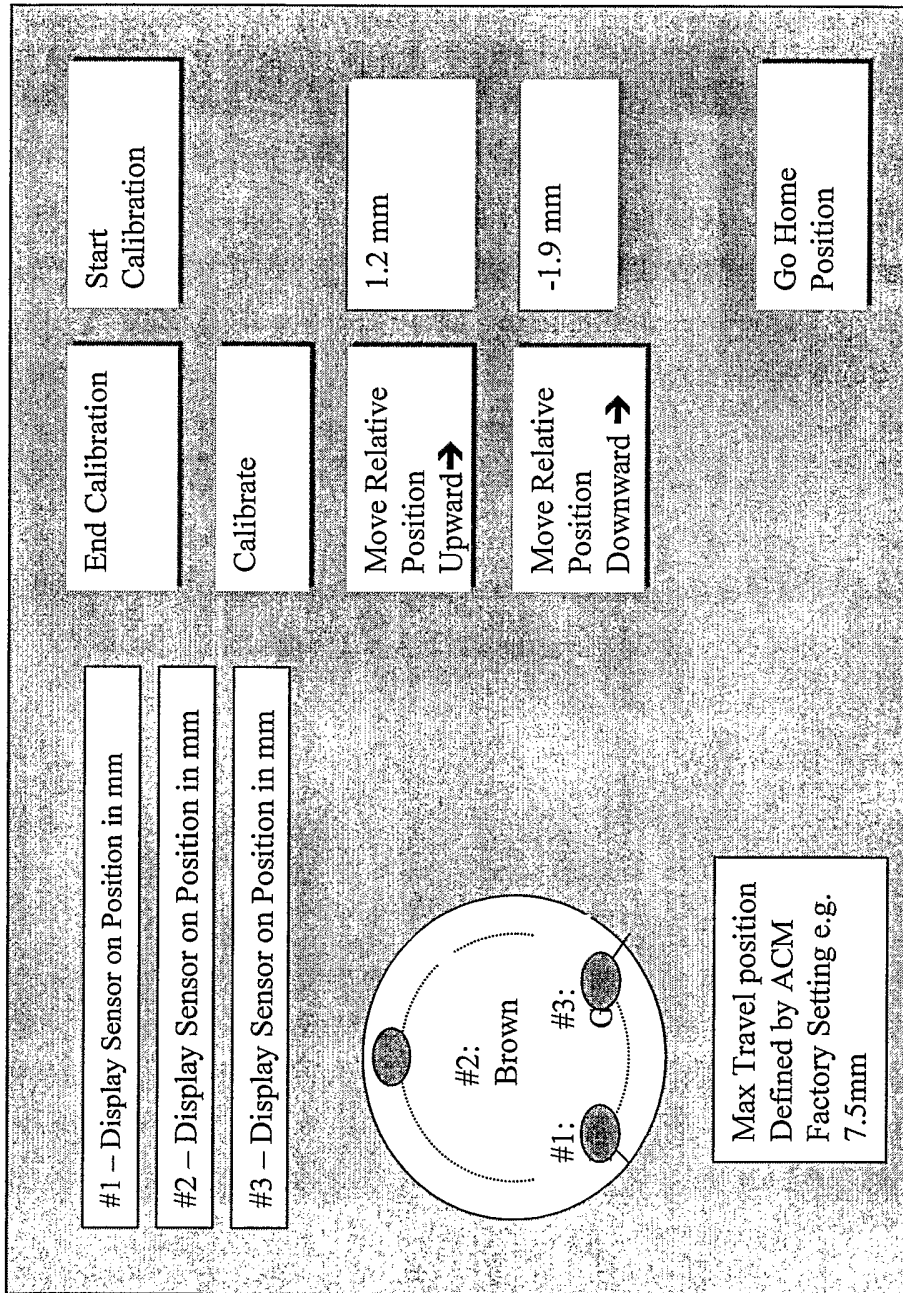 #1 – Display Sensor on Position in mm
#2 – Display Sensor on Position in mm
#3 – Display Sensor on Position in mm
End Calibration
Start
Calibration
Calibrate
Move Relative
Position
Upward➔
1.2 mm
Move Relative
Position
Downward ➔
-1.9 mm
#2:
Brown
#1:
#3:
G
Max Travel position
Defined by ACM
Factory Setting e.g.
7.5mm
Go Home
Position